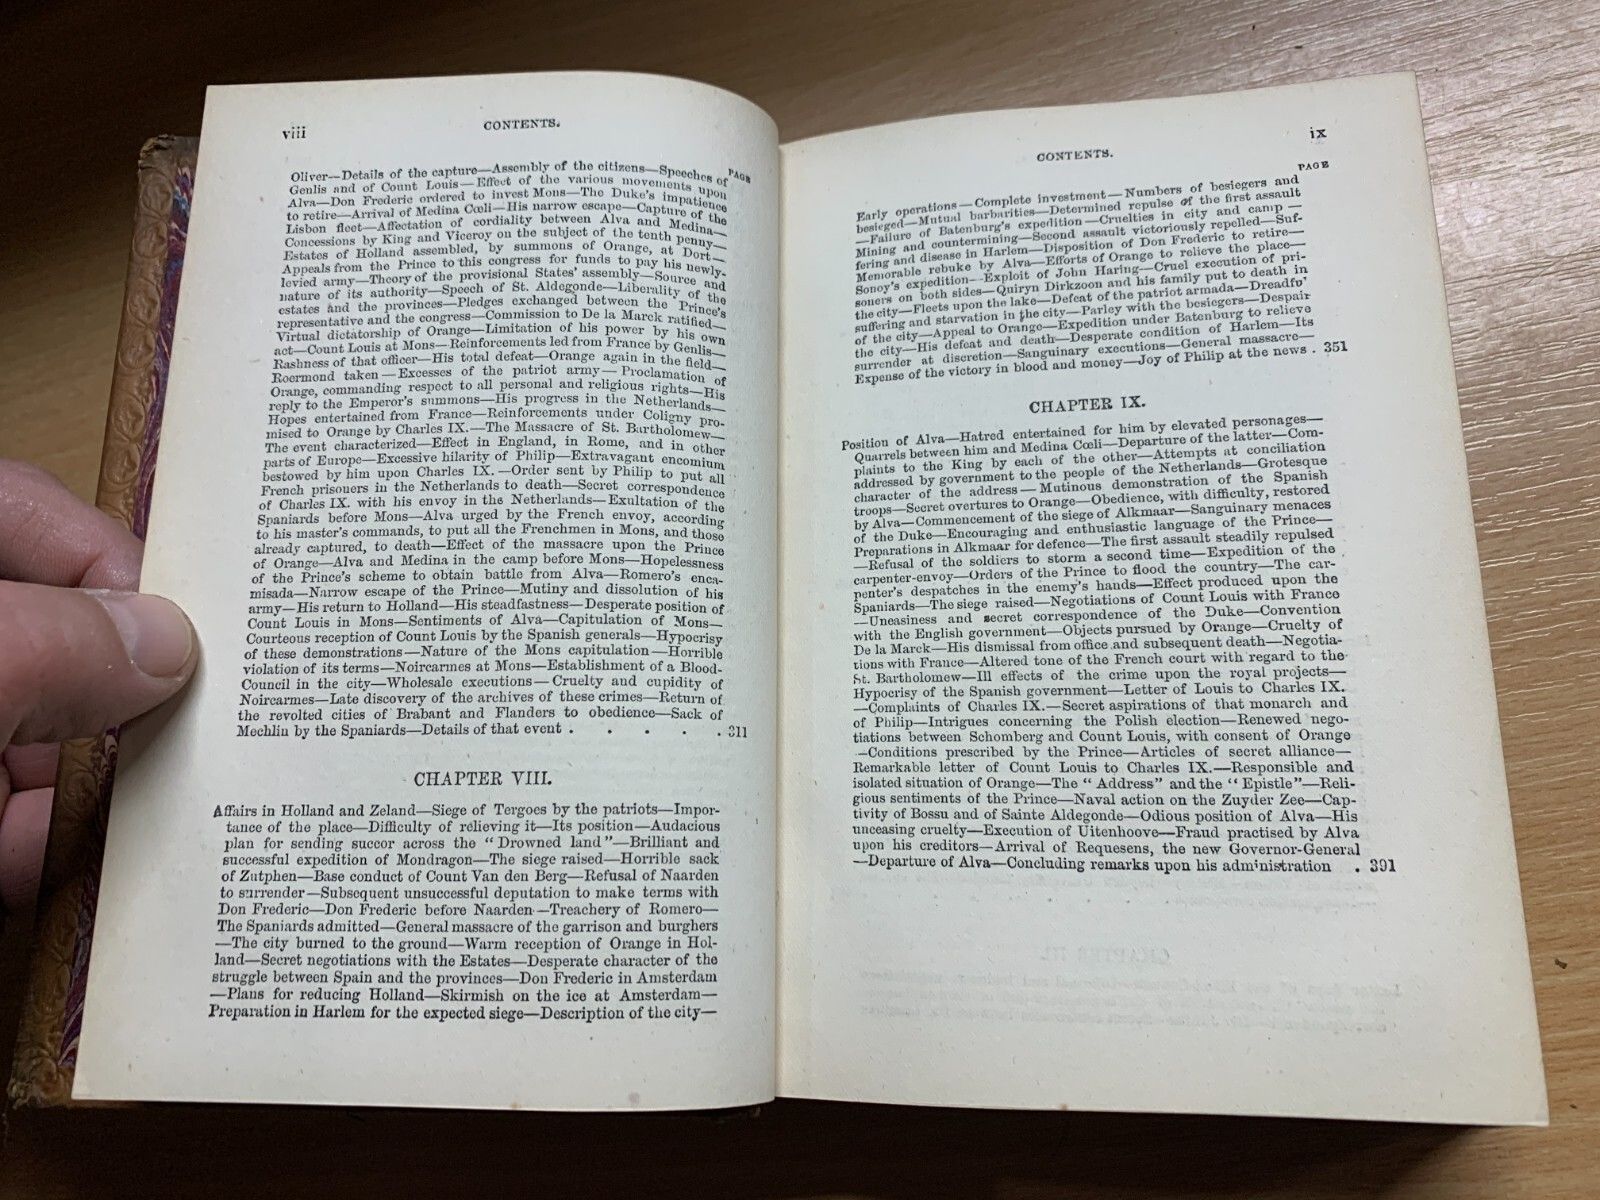 viii
CONTENTS.
PAGE
Oliver—Details of the capture—Assembly of the citizens—Speeches of
Genlis and of Count Louis—Effect of the various movements upon
Alva—Don Frederic ordered to invest Mons—The Duke's impatience
to retire—Arrival of Medina Cœli—His narrow escape—Capture of the
Lisbon fleet—Affectation of cordiality between Alva and Medina—
Concessions by King and Viceroy on the subject of the tenth penny—
Estates of Holland assembled, by summons of Orange, at Dort—
Appeals from the Prince to this congress for funds to pay his newly-
levied army—Theory of the provisional States' assembly—Source and
nature of its authority—Speech of St. Aldegonde—Liberality of the
estates and the provinces—Pledges exchanged between the Prince's
representative and the congress—Commission to De la Marck ratified—
Virtual dictatorship of Orange—Limitation of his power by his own
act—Count Louis at Mons—Reinforcements led from France by Genlis—
Rashness of that officer—His total defeat—Orange again in the field—
Roermond taken—Excesses of the patriot army—Proclamation of
Orange, commanding respect to all personal and religious rights—His
reply to the Emperor's summons—His progress in the Netherlands—
Hopes entertained from France—Reinforcements under Coligny pro-
mised to Orange by Charles IX.—The Massacre of St. Bartholomew—
The event characterized—Effect in England, in Rome, and in other
parts of Europe—Excessive hilarity of Philip—Extravagant encomium
bestowed by him upon Charles IX.—Order sent by Philip to put all
French prisoners in the Netherlands to death—Secret correspondence
of Charles IX. with his envoy in the Netherlands—Exultation of the
Spaniards before Mons—Alva urged by the French envoy, according
to his master's commands, to put all the Frenchmen in Mons, and those
already captured, to death—Effect of the massacre upon the Prince
of Orange—Alva and Medina in the camp before Mons—Hopelessness
of the Prince's scheme to obtain battle from Alva—Romero's enca-
misada—Narrow escape of the Prince—Mutiny and dissolution of his
army—His return to Holland—His steadfastness—Desperate position of
Count Louis in Mons—Sentiments of Alva—Capitulation of Mons—
Courteous reception of Count Louis by the Spanish generals—Hypocrisy
of these demonstrations—Nature of the Mons capitulation—Horrible
violation of its terms—Noircarmes at Mons—Establishment of a Blood-
Council in the city—Wholesale executions—Cruelty and cupidity of
Noircarmes—Late discovery of the archives of these crimes—Return of
the revolted cities of Brabant and Flanders to obedience—Sack of
Mechlin by the Spaniards—Details of that event . . . . . 311
CHAPTER VIII.
Affairs in Holland and Zeland—Siege of Tergoes by the patriots—Impor-
tance of the place—Difficulty of relieving it—Its position—Audacious
plan for sending succor across the "Drowned land"—Brilliant and
successful expedition of Mondragon—The siege raised—Horrible sack
of Zutphen—Base conduct of Count Van den Berg—Refusal of Naarden
to surrender—Subsequent unsuccessful deputation to make terms with
Don Frederic—Don Frederic before Naarden—Treachery of Romero—
The Spaniards admitted—General massacre of the garrison and burghers
—The city burned to the ground—Warm reception of Orange in Hol-
land—Secret negotiations with the Estates—Desperate character of the
struggle between Spain and the provinces—Don Frederic in Amsterdam
—Plans for reducing Holland—Skirmish on the ice at Amsterdam—
Preparation in Harlem for the expected siege—Description of the city—
ix
CONTENTS.
PAGE
Early operations—Complete investment—Numbers of besiegers and
besieged—Mutual barbarities—Determined repulse of the first assault
—Failure of Batenburg's expedition—Cruelties in city and camp—
Mining and countermining—Second assault victoriously repelled—Suf-
fering and disease in Harlem—Disposition of Don Frederic to retire—
Memorable rebuke by Alva—Efforts of Orange to relieve the place—
Sonoy's expedition—Exploit of John Haring—Cruel execution of pri-
soners on both sides—Quiryn Dirkzoon and his family put to death in
the city—Fleets upon the lake—Defeat of the patriot armada—Dreadfu'
suffering and starvation in the city—Parley with the besiegers—Despair
of the city—Appeal to Orange—Expedition under Batenburg to relieve
the city—His defeat and death—Desperate condition of Harlem—Its
surrender at discretion—Sanguinary executions—General massacre—
Expense of the victory in blood and money—Joy of Philip at the news . 351
CHAPTER IX.
Position of Alva—Hatred entertained for him by elevated personages—
Quarrels between him and Medina Cœli—Departure of the latter—Com-
plaints to the King by each of the other—Attempts at conciliation
addressed by government to the people of the Netherlands—Grotesque
character of the address—Mutinous demonstration of the Spanish
troops—Secret overtures to Orange—Obedience, with difficulty, restored
by Alva—Commencement of the siege of Alkmaar—Sanguinary menaces
of the Duke—Encouraging and enthusiastic language of the Prince—
Preparations in Alkmaar for defence—The first assault steadily repulsed
—Refusal of the soldiers to storm a second time—Expedition of the
carpenter-envoy—Orders of the Prince to flood the country—The car-
penter's despatches in the enemy's hands—Effect produced upon the
Spaniards—The siege raised—Negotiations of Count Louis with France
—Uneasiness and secret correspondence of the Duke—Convention
with the English government—Objects pursued by Orange—Cruelty of
De la Marck—His dismissal from office and subsequent death—Negotia-
tions with France—Altered tone of the French court with regard to the
St. Bartholomew—Ill effects of the crime upon the royal projects—
Hypocrisy of the Spanish government—Letter of Louis to Charles IX.
—Complaints of Charles IX.—Secret aspirations of that monarch and
of Philip—Intrigues concerning the Polish election—Renewed nego-
tiations between Schomberg and Count Louis, with consent of Orange
—Conditions prescribed by the Prince—Articles of secret alliance—
Remarkable letter of Count Louis to Charles IX.—Responsible and
isolated situation of Orange—The "Address" and the "Epistle"—Reli-
gious sentiments of the Prince—Naval action on the Zuyder Zee—Cap-
tivity of Bossu and of Sainte Aldegonde—Odious position of Alva—His
unceasing cruelty—Execution of Uitenhoove—Fraud practised by Alva
upon his creditors—Arrival of Requesens, the new Governor-General
—Departure of Alva—Concluding remarks upon his administration . 391